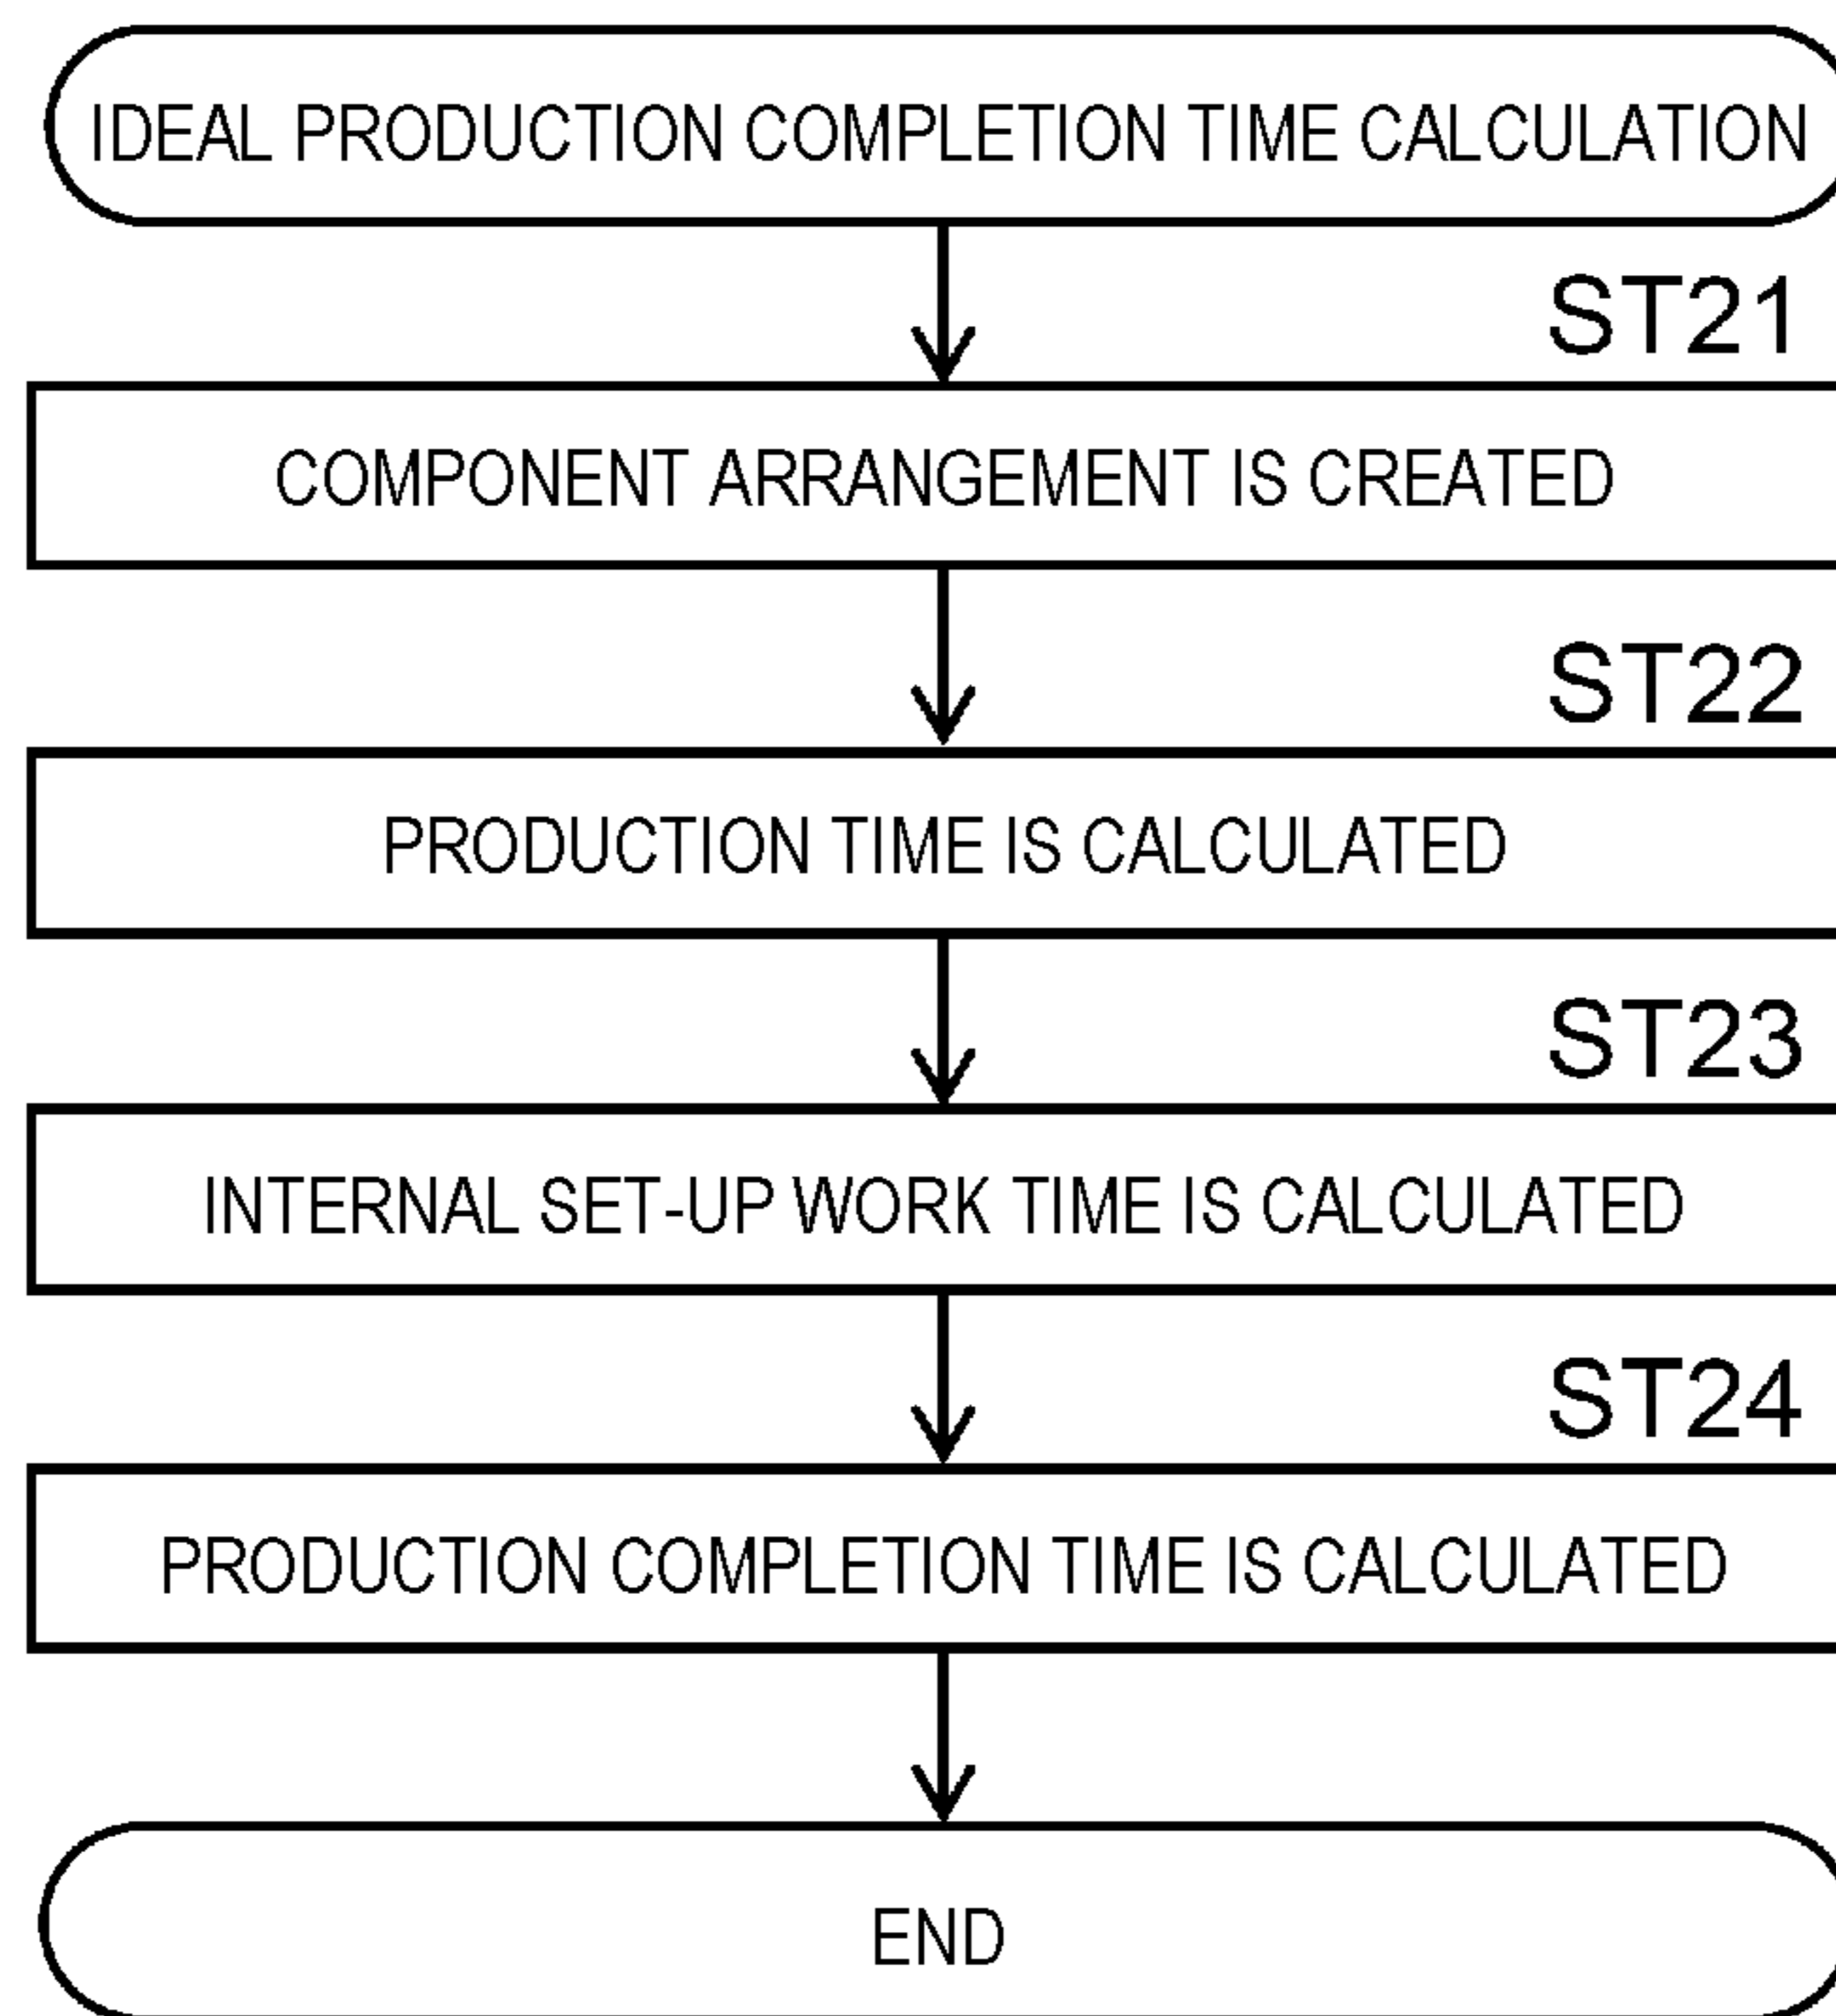 IDEAL PRODUCTION COMPLETION TIME CALCULATION
ST21
COMPONENT ARRANGEMENT IS CREATED
ST22
PRODUCTION TIME IS CALCULATED
ST23
INTERNAL SET-UP WORK TIME IS CALCULATED
ST24
PRODUCTION COMPLETION TIME IS CALCULATED
END